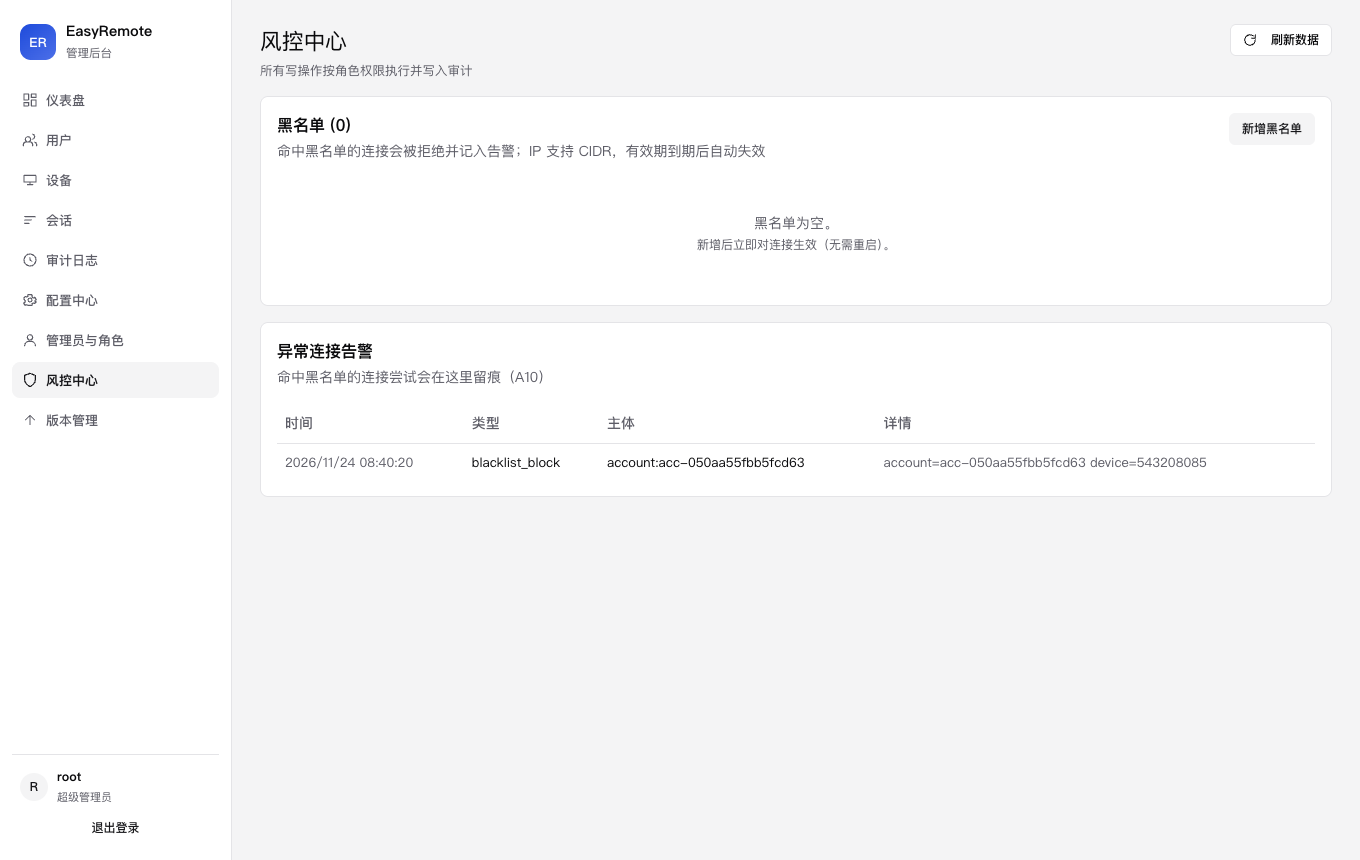 ER
EasyRemote
管理后台
仪表盘
用户
设备
会话
审计日志
配置中心
管理员与角色
风控中心
版本管理
R
root
超级管理员
退出登录
风控中心
所有写操作按角色权限执行并写入审计
刷新数据
黑名单 (0)
命中黑名单的连接会被拒绝并记入告警；IP 支持 CIDR，有效期到期后自动失效
新增黑名单
黑名单为空。
新增后立即对连接生效（无需重启）。
异常连接告警
命中黑名单的连接尝试会在这里留痕（A10）
时间 类型 主体 详情
2026/11/24 08:40:20 blacklist_block account:acc-050aa55fbb5fcd63 account=acc-050aa55fbb5fcd63 device=543208085